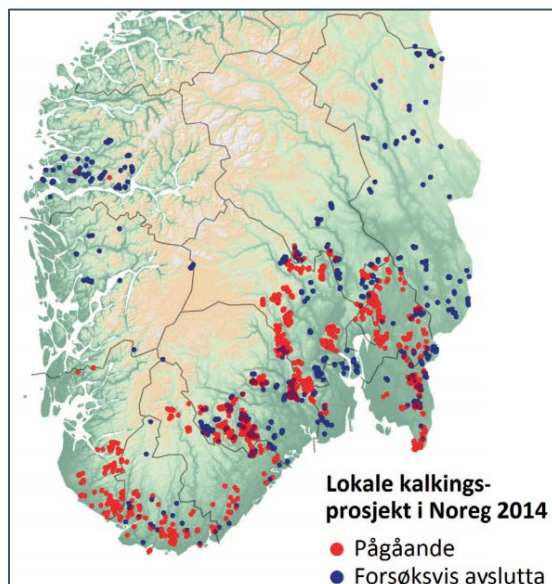 Lokale kalkings-
prosjekt i Noreg 2014
Pågåande
Forsøksvis avslutta